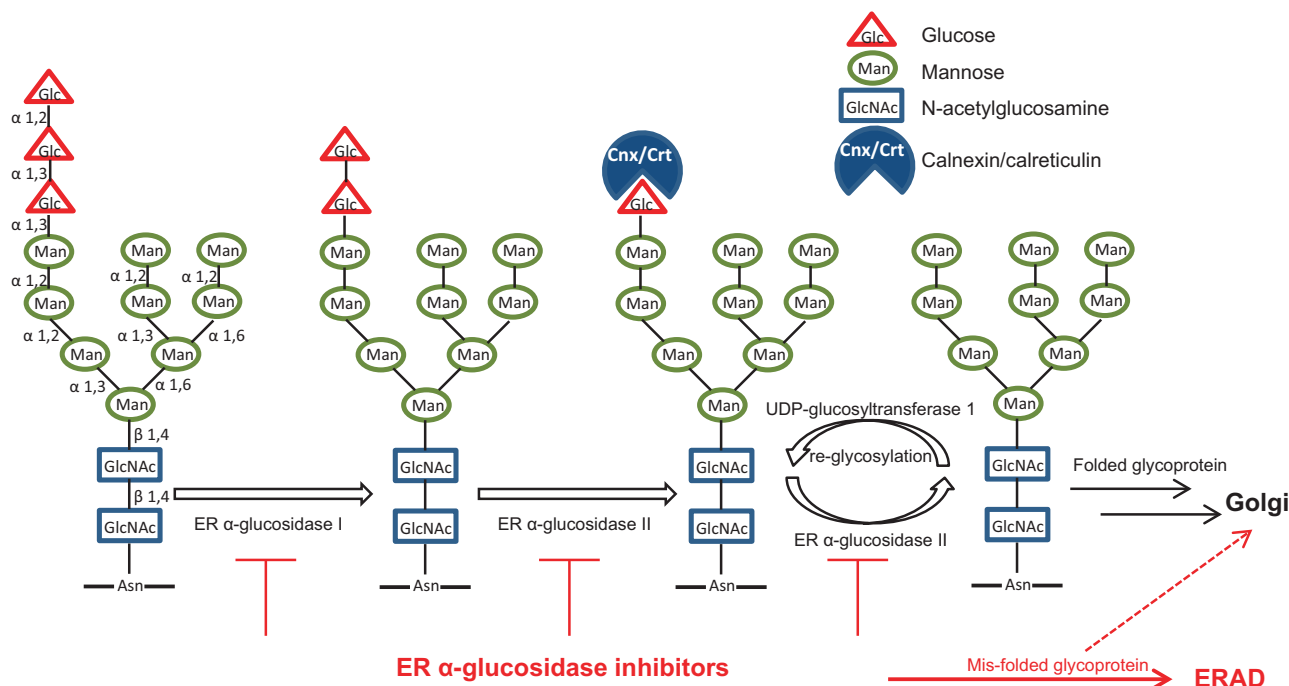 Glc Glucose
Man Mannose
GlcNAc N-acetylglucosamine
Cnx/Crt Calnexin/calreticulin
Glc
α 1,2
Glc
α 1,3
Glc
α 1,3
Man Man Man
α 1,2 α 1,2 α 1,2
Man Man Man
α 1,2 α 1,3 α 1,6
Man Man
α 1,3 α 1,6
Man
β 1,4
GlcNAc
β 1,4
GlcNAc
Asn
ER α-glucosidase I
Glc
Glc
Man Man Man
Man Man Man
Man Man
Man
GlcNAc
GlcNAc
Asn
ER α-glucosidase II
Cnx/Crt
Glc
Man Man Man
Man Man Man
Man Man
Man
GlcNAc
GlcNAc
Asn
UDP-glucosyltransferase 1
re-glycosylation
ER α-glucosidase II
Man Man Man
Man Man Man
Man Man
Man
GlcNAc
GlcNAc
Asn
Folded glycoprotein
Golgi
ER α-glucosidase inhibitors
Mis-folded glycoprotein
ERAD